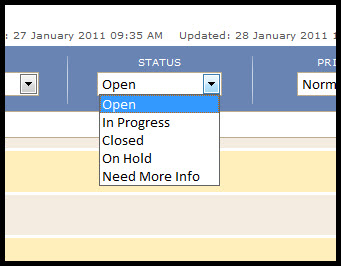 : 27 January 2011 09:35 AM Updated: 28 January 2011 1
STATUS
PRI
Open
Norm
Open
In Progress
Closed
On Hold
Need More Info